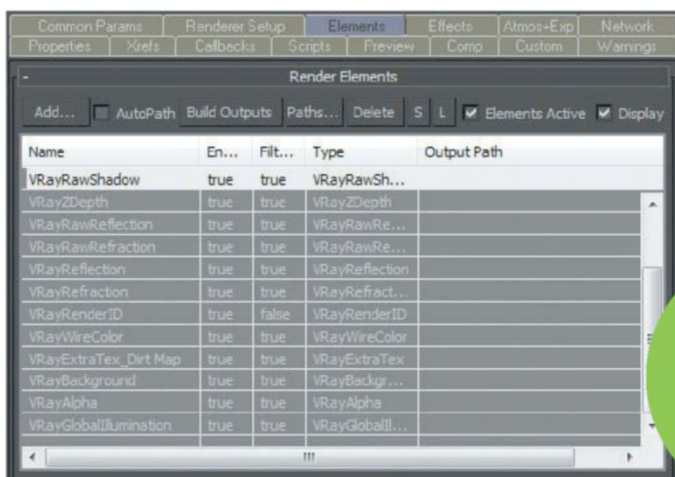 Common Params Renderer Setup Elements Effects Atmos+Exp Network
Properties Xrefs Callbacks Scripts Preview Comp Custom Warnings
- Render Elements
Add... AutoPath Build Outputs Paths... Delete S L Elements Active Display
Name En... Filt... Type Output Path
VRayRawShadow true true VRayRawSh...
VRayZDepth true true VRayZDepth
VRayRawReflection true true VRayRawRe...
VRayRawRefraction true true VRayRawRe...
VRayReflection true true VRayReflection
VRayRefraction true true VRayRefract...
VRayRenderID true false VRayRenderID
VRayWireColor true true VRayWireColor
VRayExtraTex_Dirt Map true true VRayExtraTex
VRayBackground true true VRayBackgr...
VRayAlpha true true VRayAlpha
VRayGlobalIllumination true true VRayGlobalIl...